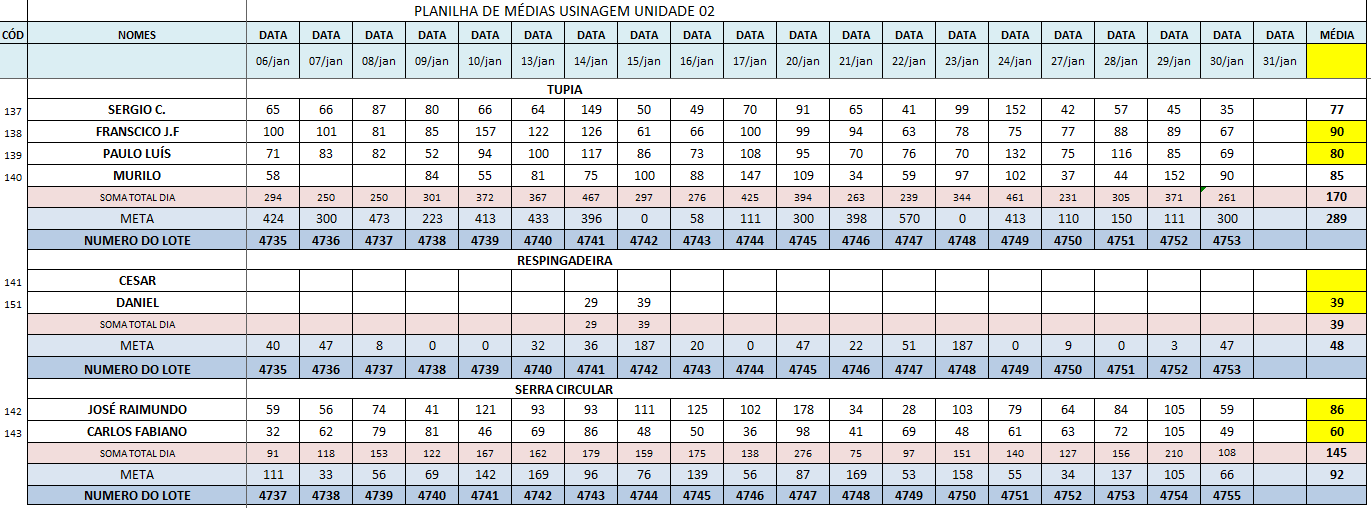 PLANILHA DE MÉDIAS USINAGEM UNIDADE 02
CÓD NOMES DATA DATA DATA DATA DATA DATA DATA DATA DATA DATA DATA DATA DATA DATA DATA DATA DATA DATA DATA DATA MÉDIA
06/jan 07/jan 08/jan 09/jan 10/jan 13/jan 14/jan 15/jan 16/jan 17/jan 20/jan 21/jan 22/jan 23/jan 24/jan 27/jan 28/jan 29/jan 30/jan 31/jan
TUPIA
137 SERGIO C. 65 66 87 80 66 64 149 50 49 70 91 65 41 99 152 42 57 45 35 77
138 FRANSCICO J.F 100 101 81 85 157 122 126 61 66 100 99 94 63 78 75 77 88 89 67 90
139 PAULO LUÍS 71 83 82 52 94 100 117 86 73 108 95 70 76 70 132 75 116 85 69 80
140 MURILO 58 84 55 81 75 100 88 147 109 34 59 97 102 37 44 152 90 85
SOMA TOTAL DIA 294 250 250 301 372 367 467 297 276 425 394 263 239 344 461 231 305 371 261 170
META 424 300 473 223 413 433 396 0 58 111 300 398 570 0 413 110 150 111 300 289
NUMERO DO LOTE 4735 4736 4737 4738 4739 4740 4741 4742 4743 4744 4745 4746 4747 4748 4749 4750 4751 4752 4753
RESPINGADEIRA
141 CESAR
151 DANIEL 29 39 39
SOMA TOTAL DIA 29 39 39
META 40 47 8 0 0 32 36 187 20 0 47 22 51 187 0 9 0 3 47 48
NUMERO DO LOTE 4735 4736 4737 4738 4739 4740 4741 4742 4743 4744 4745 4746 4747 4748 4749 4750 4751 4752 4753
SERRA CIRCULAR
142 JOSÉ RAIMUNDO 59 56 74 41 121 93 93 111 125 102 178 34 28 103 79 64 84 105 59 86
143 CARLOS FABIANO 32 62 79 81 46 69 86 48 50 36 98 41 69 48 61 63 72 105 49 60
SOMA TOTAL DIA 91 118 153 122 167 162 179 159 175 138 276 75 97 151 140 127 156 210 108 145
META 111 33 56 69 142 169 96 76 139 56 87 169 53 158 55 34 137 105 66 92
NUMERO DO LOTE 4737 4738 4739 4740 4741 4742 4743 4744 4745 4746 4747 4748 4749 4750 4751 4752 4753 4754 4755